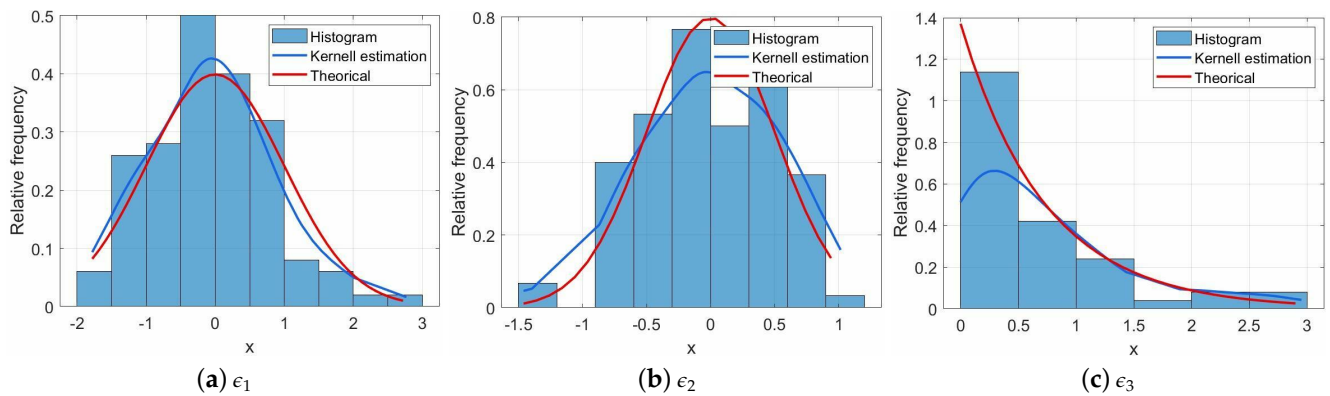 0.5
0.4
0.3
0.2
0.1
0
Relative frequency
-2 -1 0 1 2 3
x
Histogram
Kernell estimation
Theorical
(a) ϵ1
0.8
0.6
0.4
0.2
0
Relative frequency
-1.5 -1 -0.5 0 0.5 1
x
Histogram
Kernell estimation
Theorical
(b) ϵ2
1.4
1.2
1
0.8
0.6
0.4
0.2
0
Relative frequency
0 0.5 1 1.5 2 2.5 3
x
Histogram
Kernell estimation
Theorical
(c) ϵ3